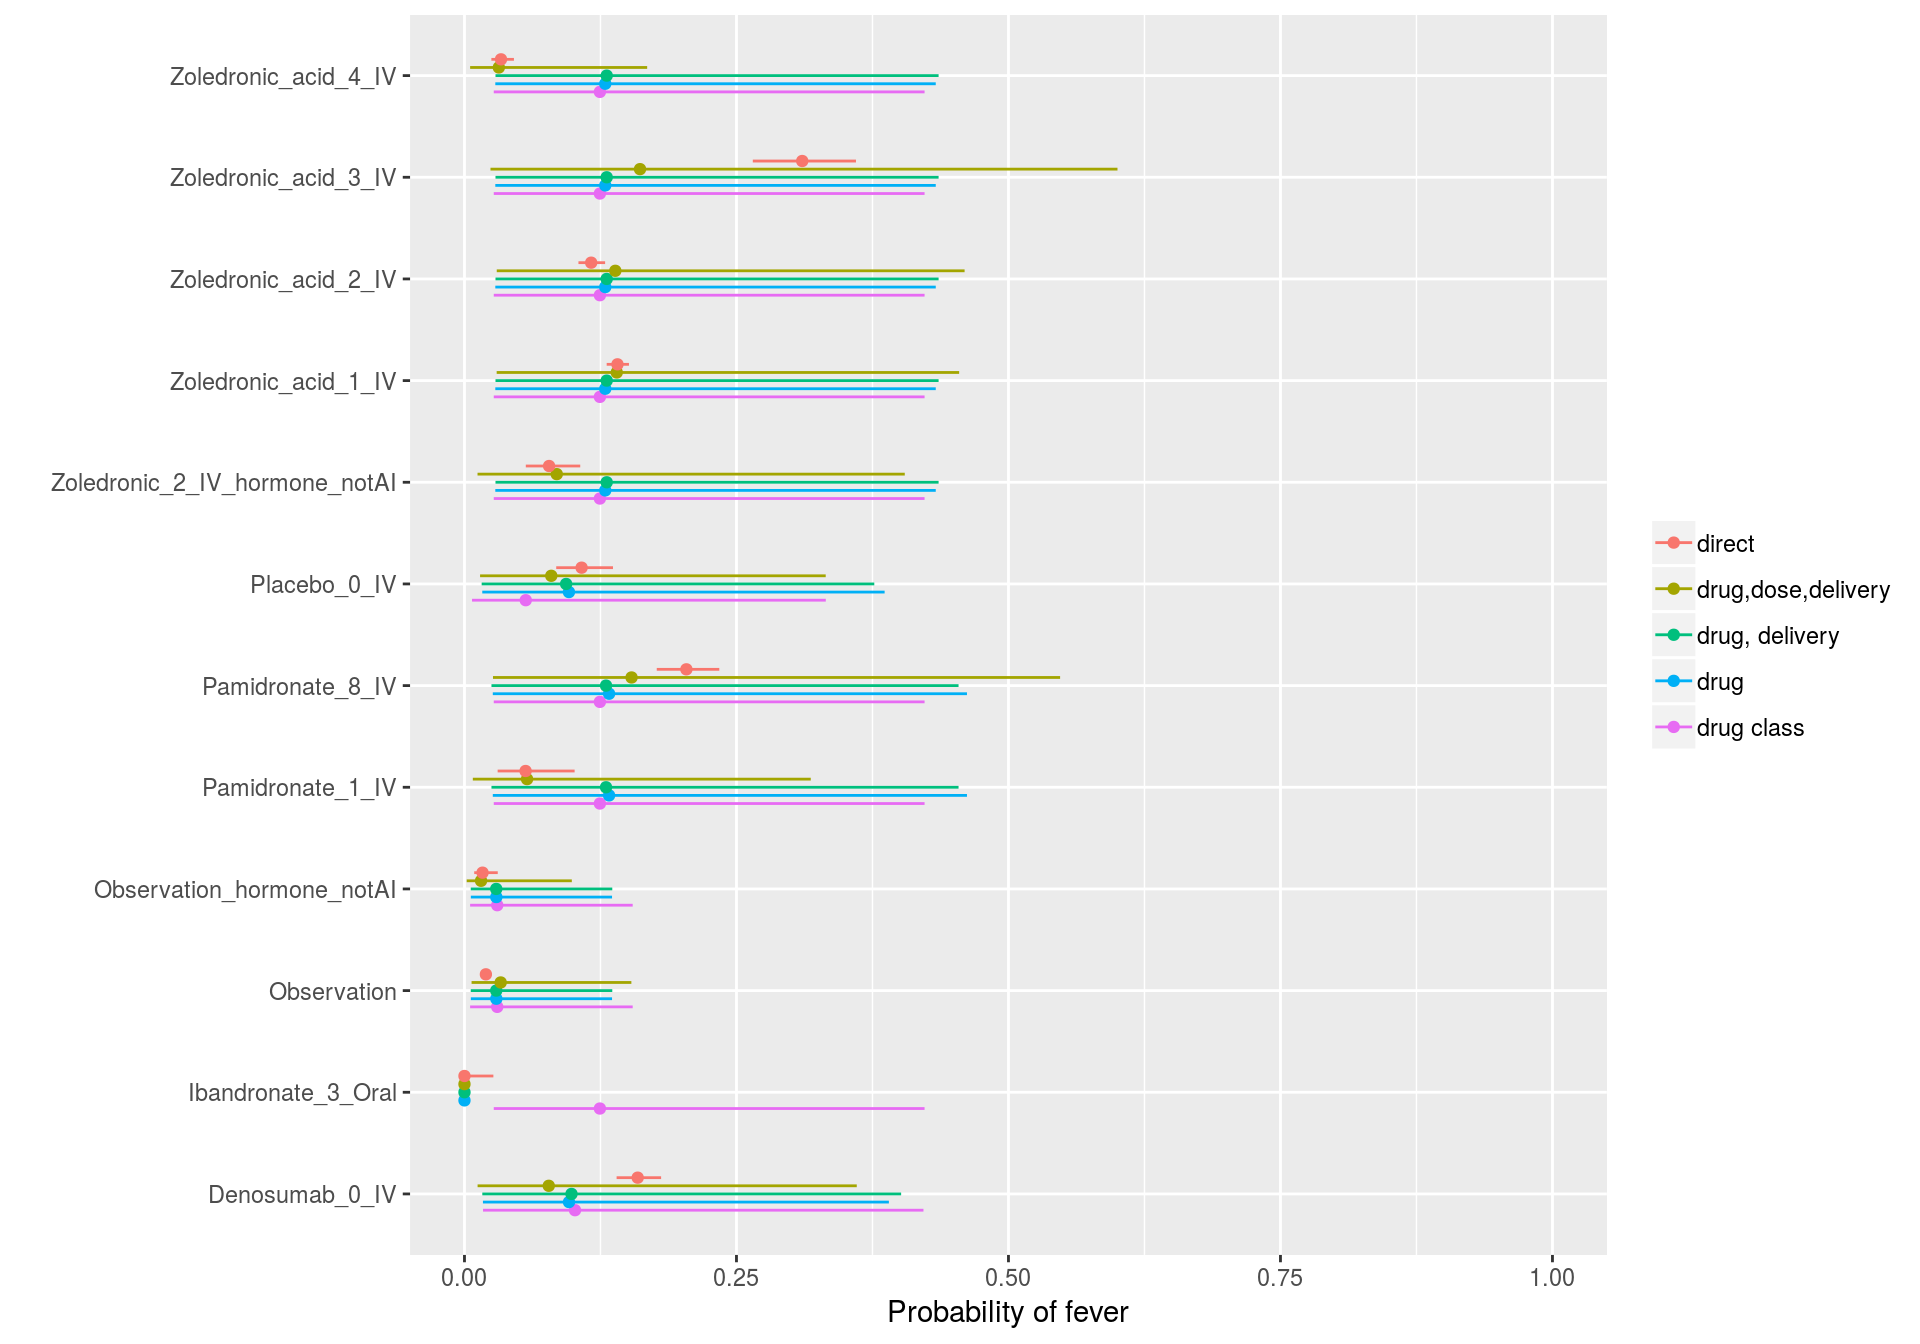 Zoledronic_acid_4_IV
Zoledronic_acid_3_IV
Zoledronic_acid_2_IV
Zoledronic_acid_1_IV
Zoledronic_2_IV_hormone_notAI
Placebo_0_IV
Pamidronate_8_IV
Pamidronate_1_IV
Observation_hormone_notAI
Observation
Ibandronate_3_Oral
Denosumab_0_IV
0.00 0.25 0.50 0.75 1.00
Probability of fever
direct
drug,dose,delivery
drug, delivery
drug
drug class